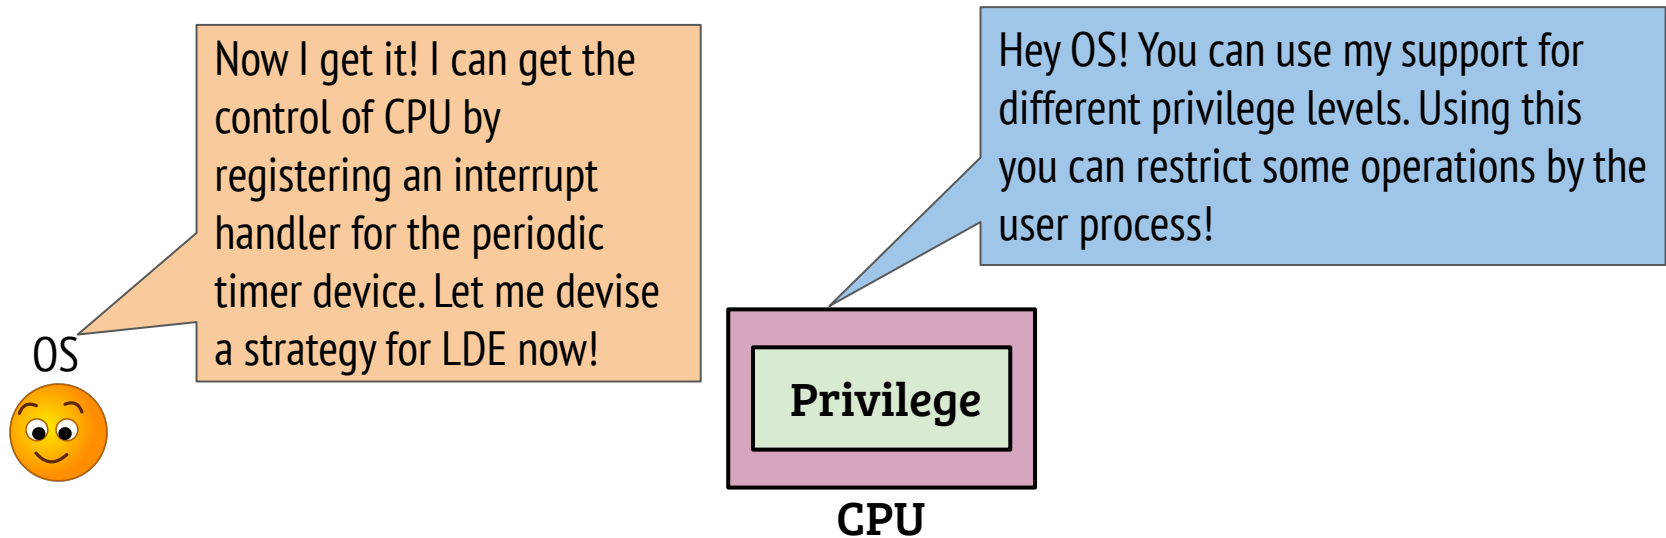 Now I get it! I can get the
control of CPU by
registering an interrupt
handler for the periodic
timer device. Let me devise
a strategy for LDE now!
OS
Hey OS! You can use my support for
different privilege levels. Using this
you can restrict some operations by the
user process!
Privilege
CPU